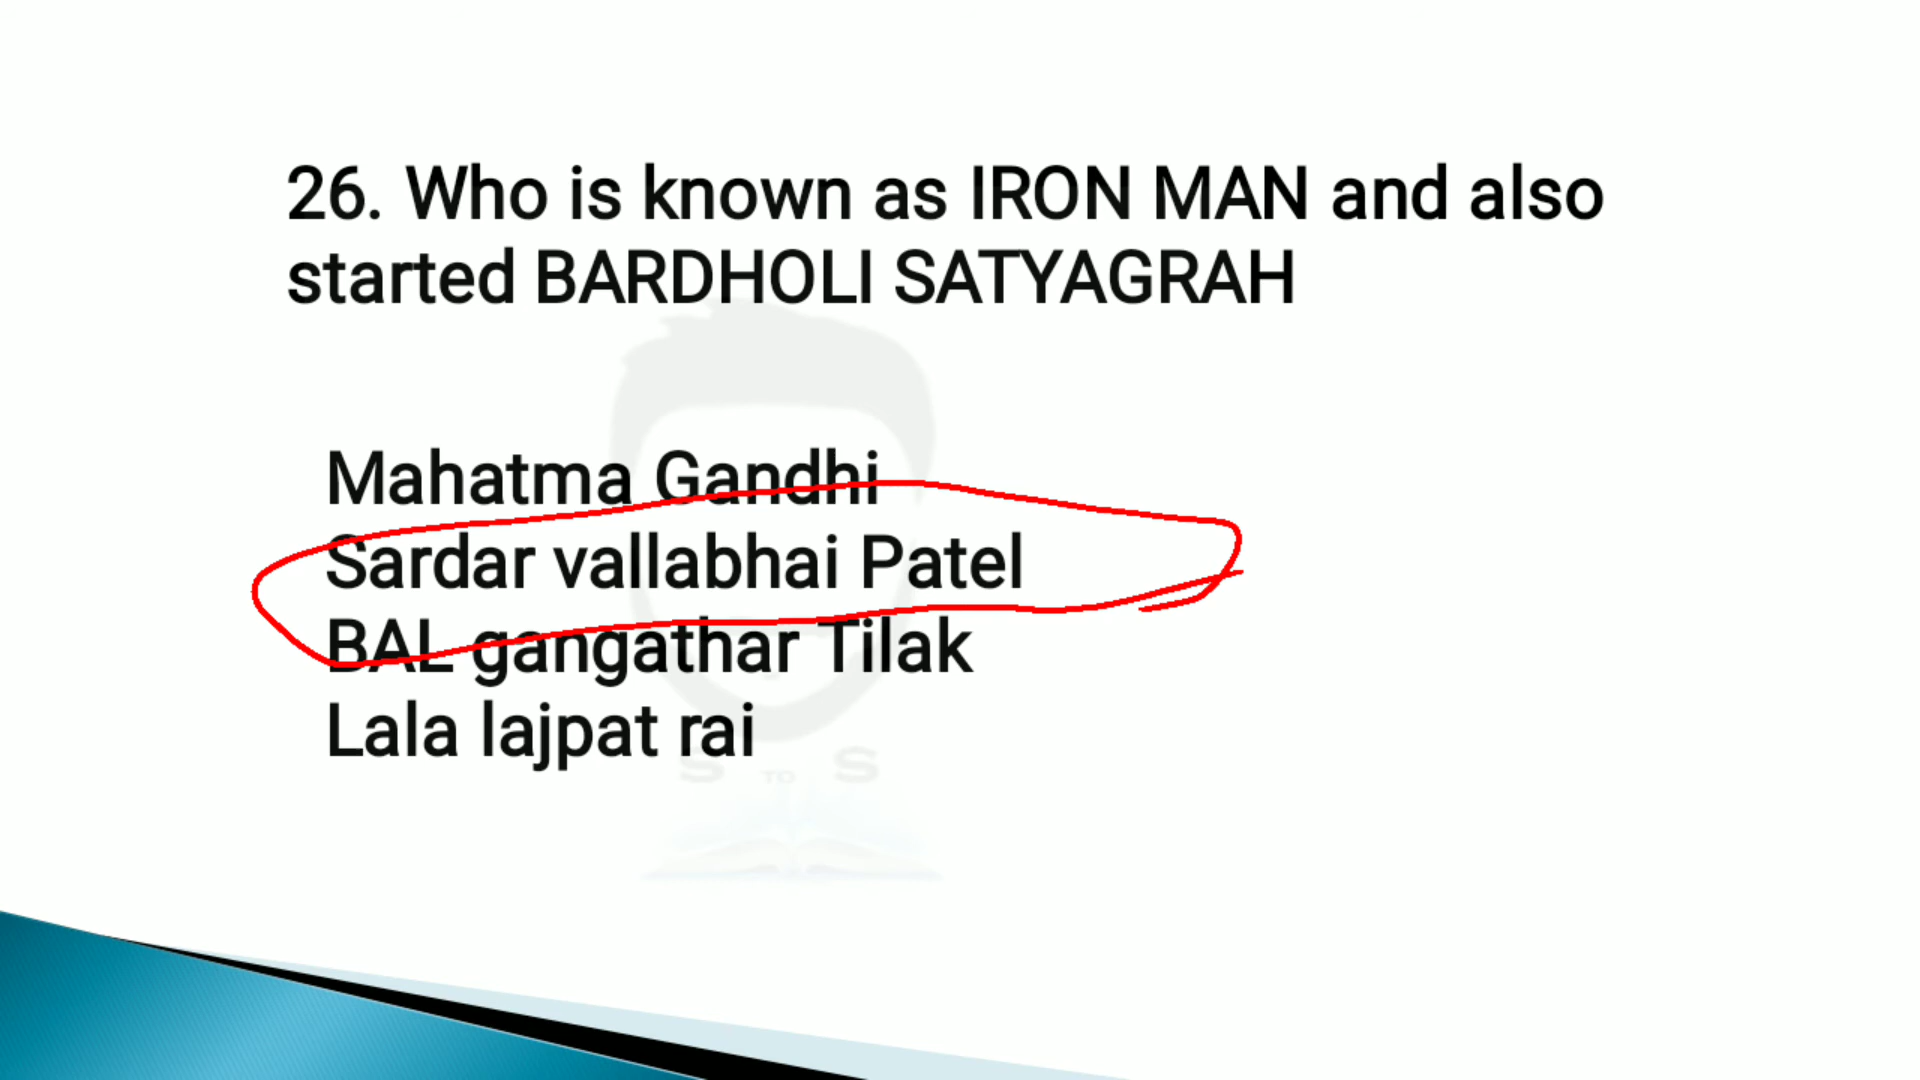 26. Who is known as IRON MAN and also
started BARDHOLI SATYAGRAH
Mahatma Gandhi
Sardar vallabhai Patel
BAL gangathar Tilak
Lala lajpat rai
S TO S